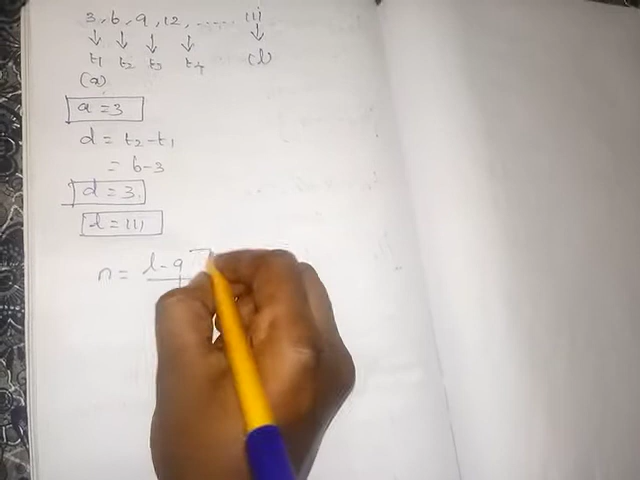 3, 6, 9, 12, ...... 111
↓ ↓ ↓ ↓ ↓
t1 t2 t3 t4 (l)
(a)
a = 3
d = t2 - t1
= 6 - 3
d = 3
l = 111
n = l - a